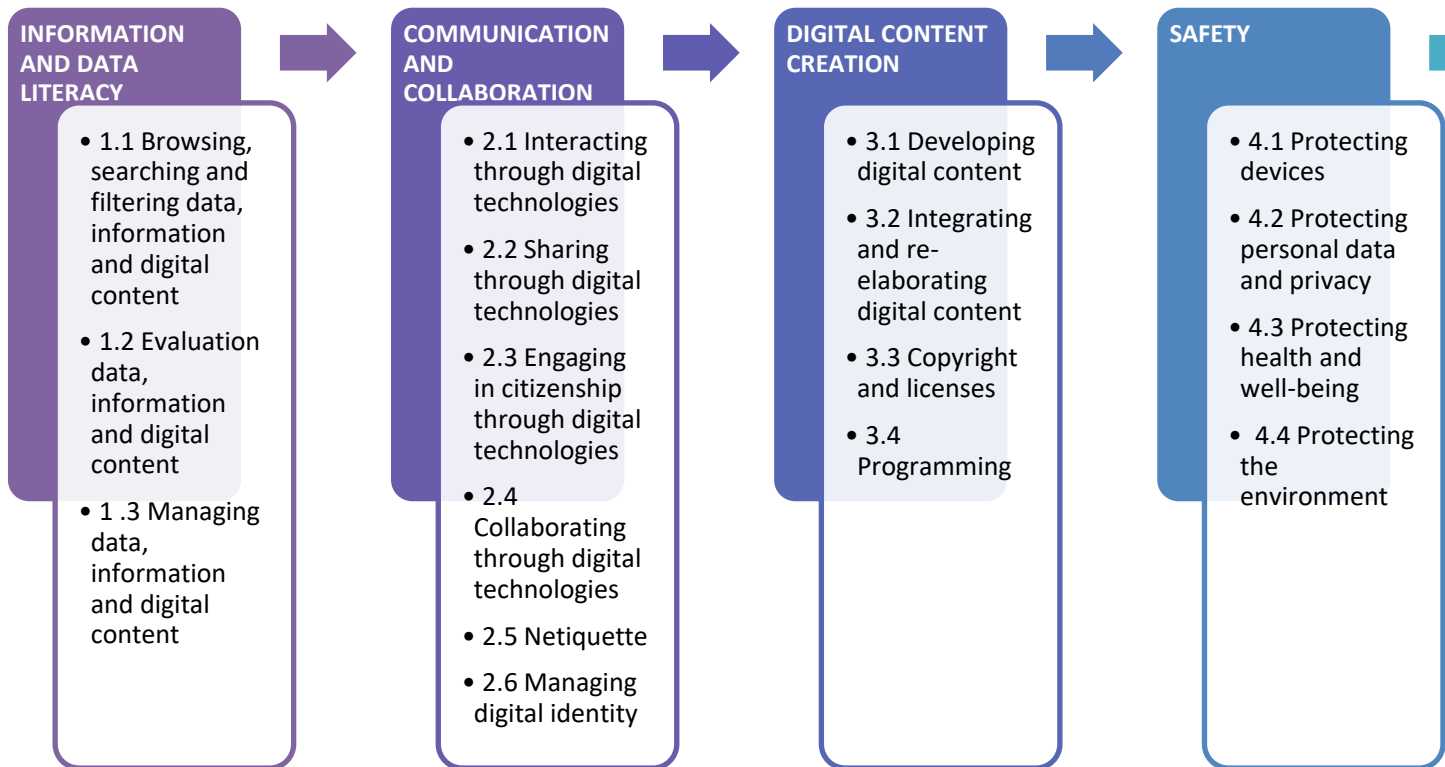 INFORMATION
AND DATA
LITERACY
• 1.1 Browsing,
searching and
filtering data,
information
and digital
content
• 1.2 Evaluation
data,
information
and digital
content
• 1 .3 Managing
data,
information
and digital
content
COMMUNICATION
AND
COLLABORATION
• 2.1 Interacting
through digital
technologies
• 2.2 Sharing
through digital
technologies
• 2.3 Engaging
in citizenship
through digital
technologies
• 2.4
Collaborating
through digital
technologies
• 2.5 Netiquette
• 2.6 Managing
digital identity
DIGITAL CONTENT
CREATION
• 3.1 Developing
digital content
• 3.2 Integrating
and re-
elaborating
digital content
• 3.3 Copyright
and licenses
• 3.4
Programming
SAFETY
• 4.1 Protecting
devices
• 4.2 Protecting
personal data
and privacy
• 4.3 Protecting
health and
well-being
• 4.4 Protecting
the
environment